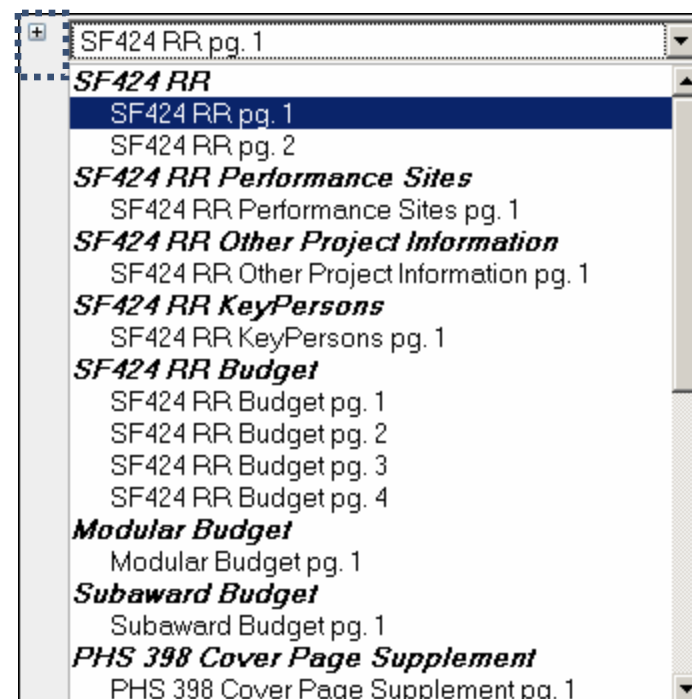 SF424 RR pg. 1
SF424 RR
SF424 RR pg. 1
SF424 RR pg. 2
SF424 RR Performance Sites
SF424 RR Performance Sites pg. 1
SF424 RR Other Project Information
SF424 RR Other Project Information pg. 1
SF424 RR KeyPersons
SF424 RR KeyPersons pg. 1
SF424 RR Budget
SF424 RR Budget pg. 1
SF424 RR Budget pg. 2
SF424 RR Budget pg. 3
SF424 RR Budget pg. 4
Modular Budget
Modular Budget pg. 1
Subaward Budget
Subaward Budget pg. 1
PHS 398 Cover Page Supplement
PHS 398 Cover Page Supplement pg. 1